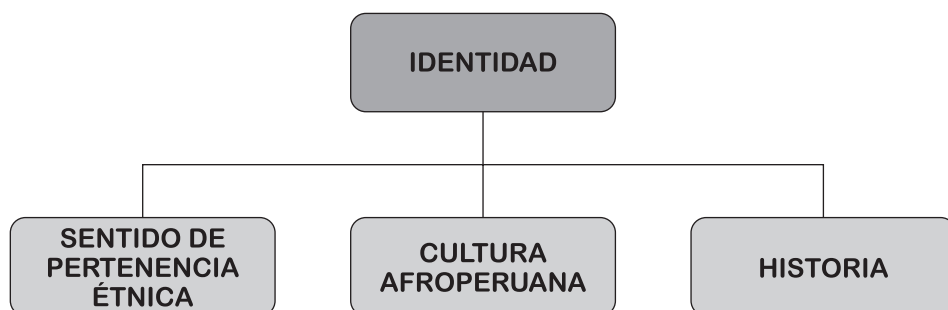 IDENTIDAD
SENTIDO DE
PERTENENCIA
ÉTNICA
CULTURA
AFROPERUANA
HISTORIA